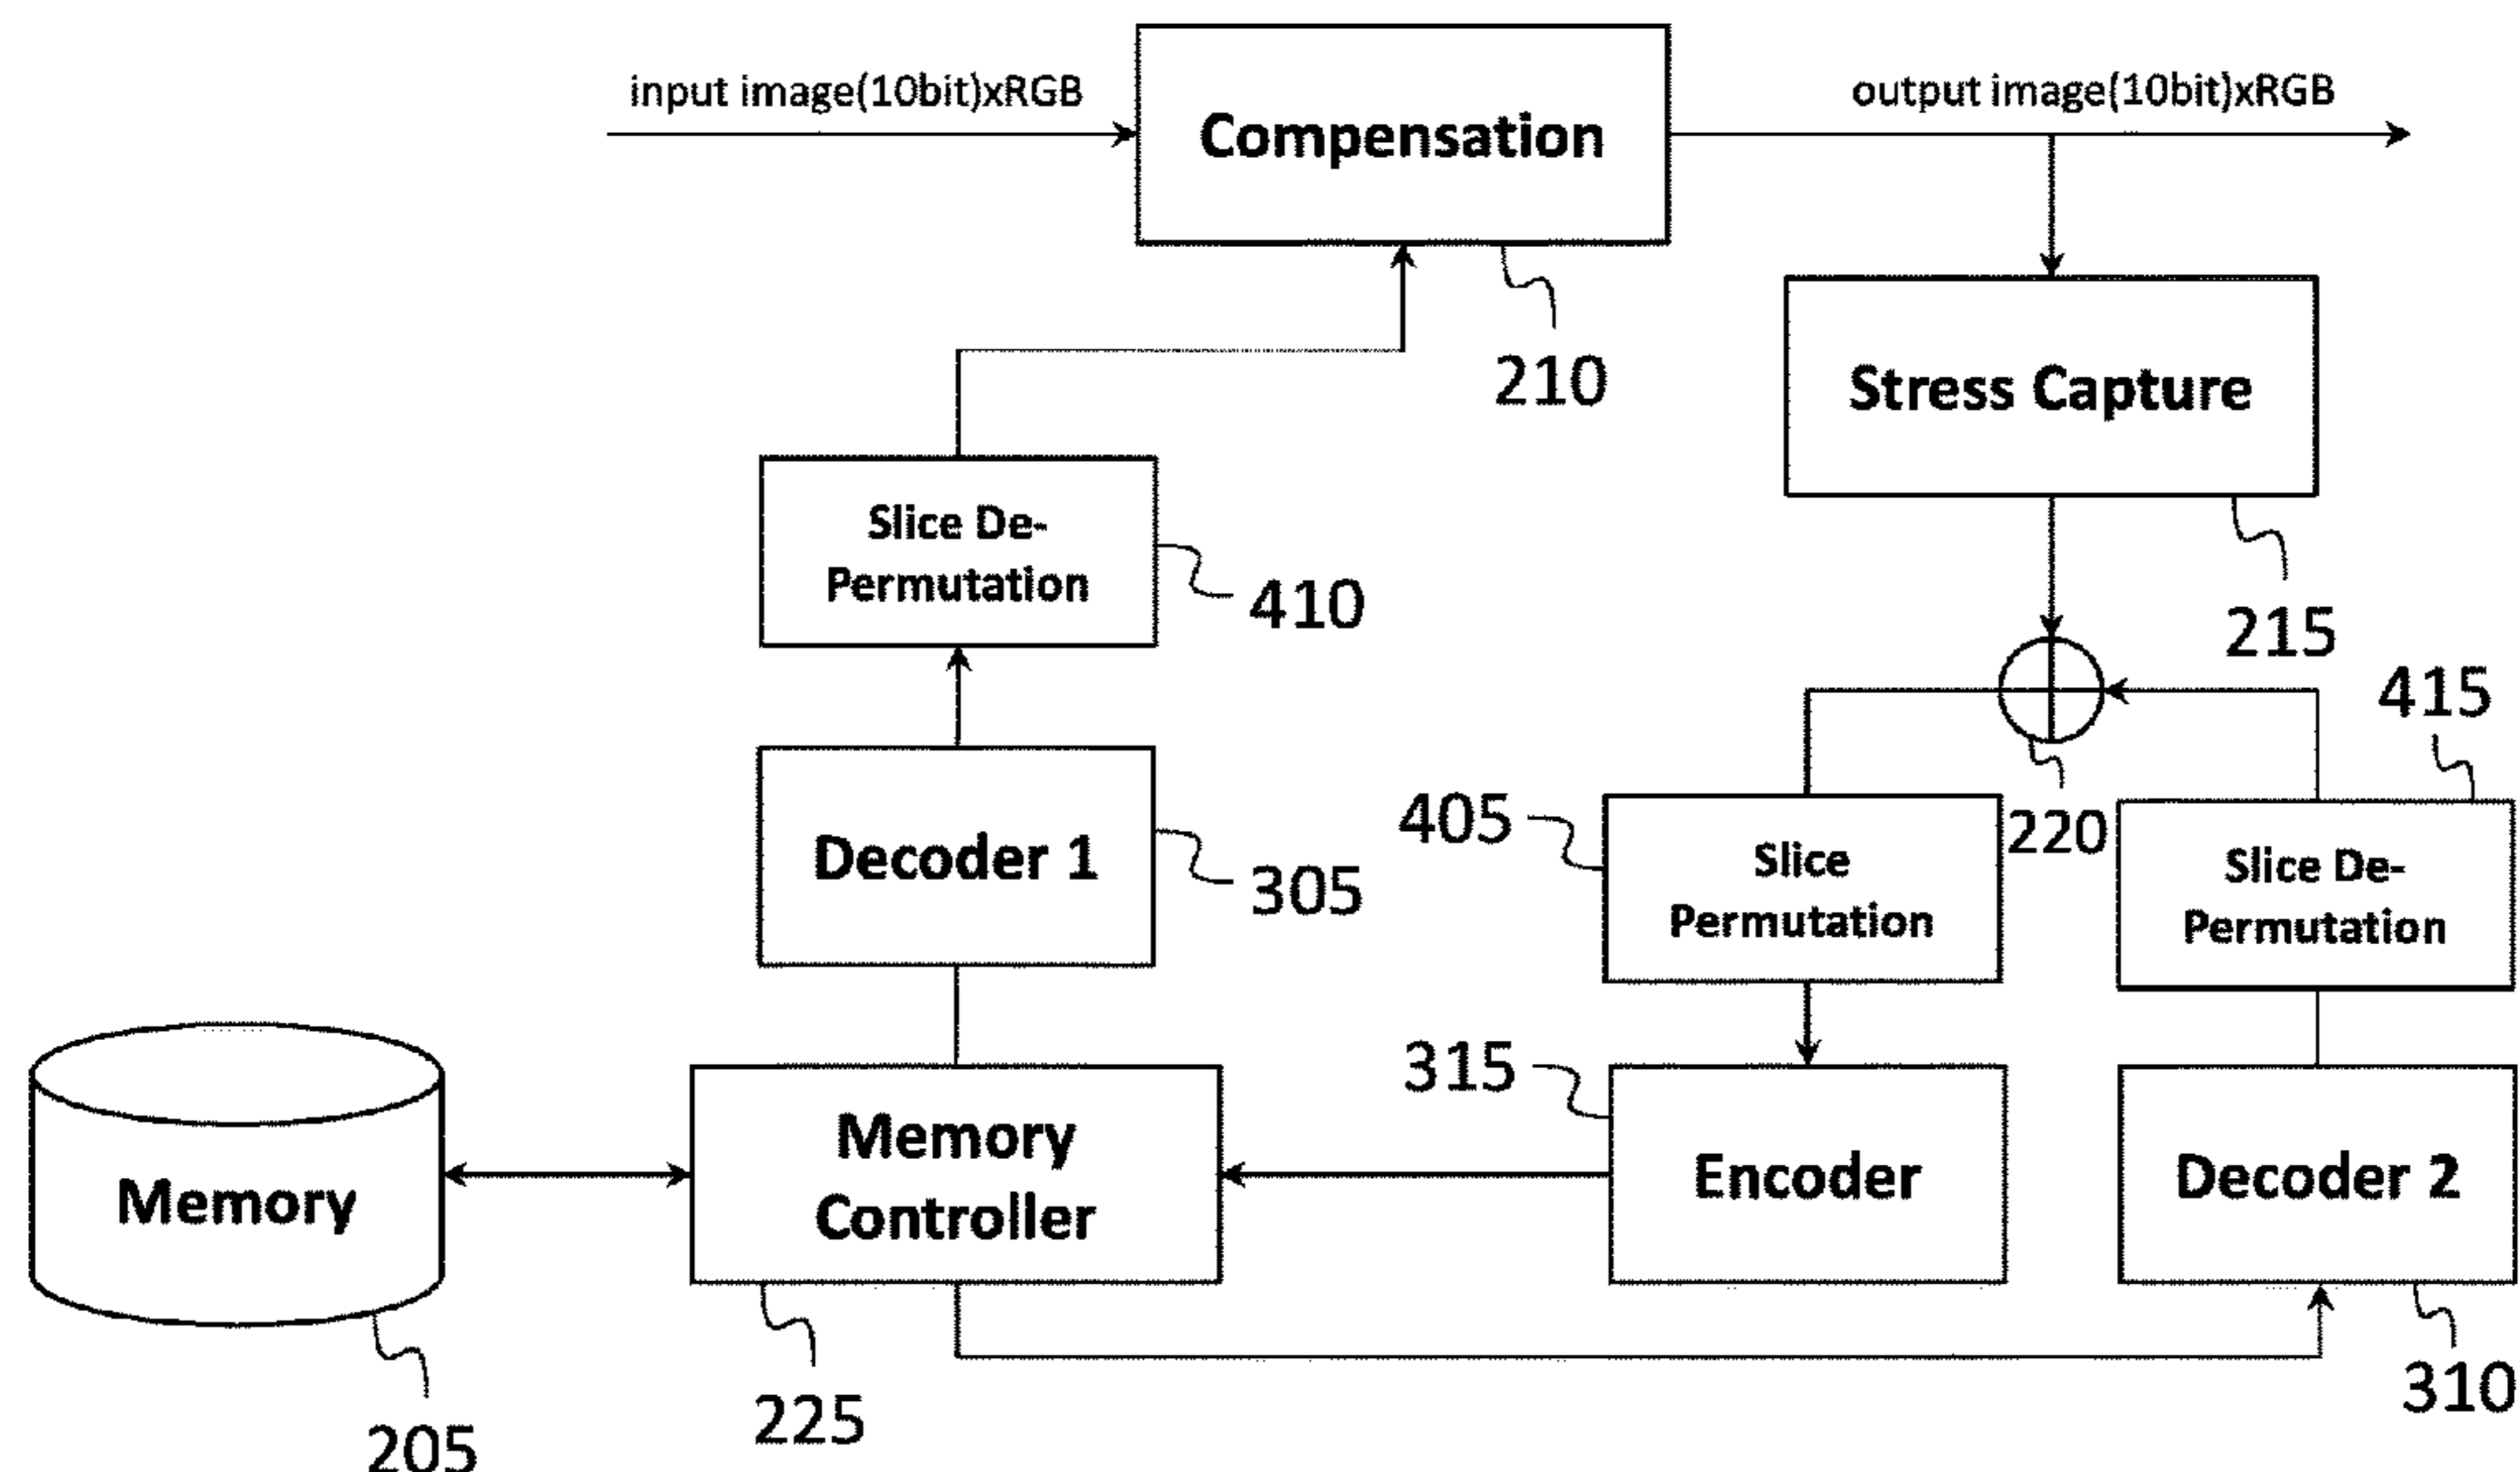 input image(10bit)xRGB
Compensation
output image(10bit)xRGB
210
Stress Capture
215
Slice De-
Permutation
410
415
220
Decoder 1
305
405
Slice
Permutation
Slice De-
Permutation
Memory
205
Memory
Controller
225
315
Encoder
Decoder 2
310